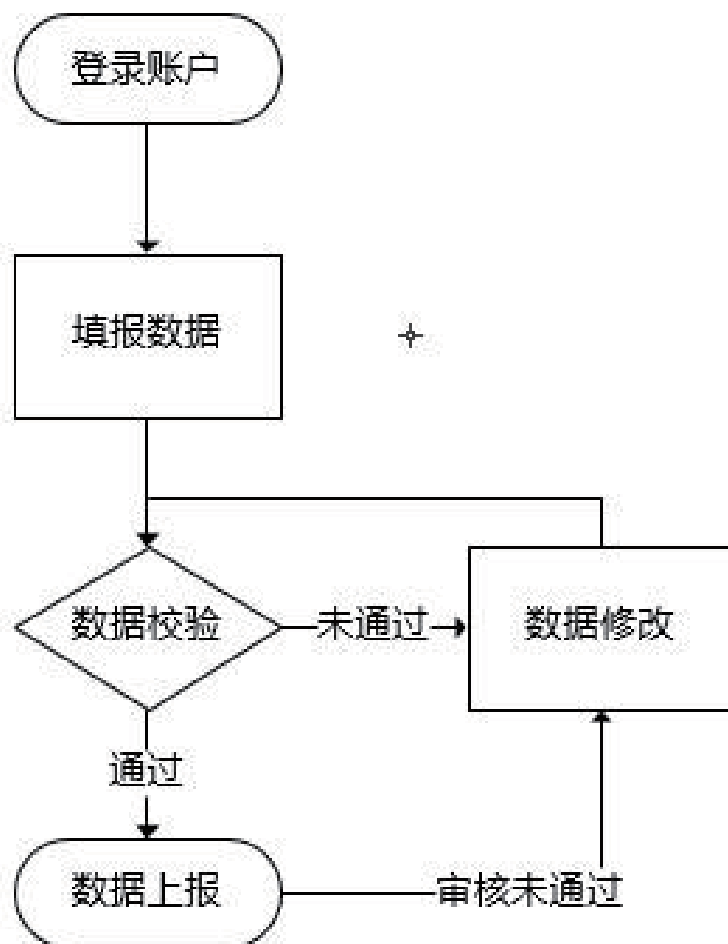 登录账户
填报数据
数据校验
未通过
数据修改
通过
数据上报
审核未通过